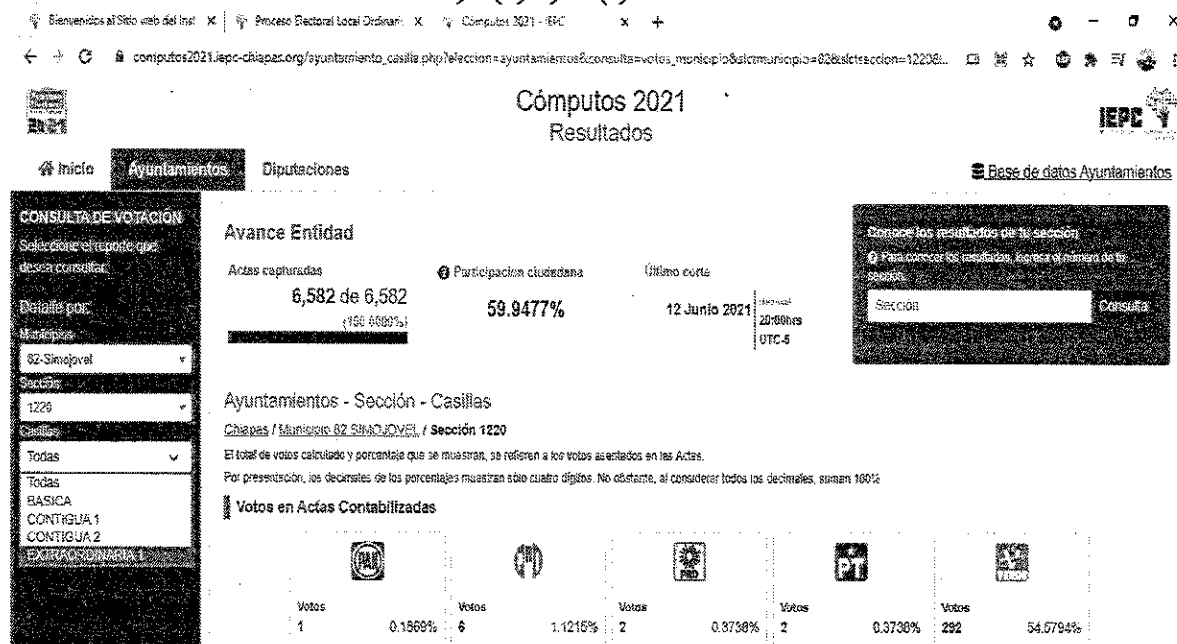 Bienvenidos al Sitio web del Inst
Proceso Electoral Local Ordinari
Cómputos 2021 - IEPC
computos2021.iepc-chiapas.org/ayuntamiento_casilla.php?eleccion=ayuntamientos&consulta=votos_municipio&slctmunicipio=82&slctseccion=1220&
Cómputos 2021
Resultados
IEPC
Inicio
Ayuntamientos
Diputaciones
Base de datos Ayuntamientos
CONSULTA DE VOTACIÓN
Seleccione el reporte que
desea consultar.
Detalle por:
Municipios
82-Simojovel
Sección
1220
Casillas
Todas
Todas
BASICA
CONTIGUA 1
CONTIGUA 2
EXTRAORDINARIA 1
Avance Entidad
Actas capturadas
6,582 de 6,582
(100.0000%)
Participacion ciudadana
59.9477%
Último corte
12 Junio 2021
20:00hrs
UTC-5
Conoce los resultados de tu sección
Para conocer los resultados, ingresa el número de tu
sección.
Sección
Consulta
Ayuntamientos - Sección - Casillas
Chiapas / Municipio 82 SIMOJOVEL / Sección 1220
El total de votos calculado y porcentaje que se muestran, se refieren a los votos asentados en las Actas.
Por presentación, los decimales de los porcentajes muestran sólo cuatro dígitos. No obstante, al considerar todos los decimales, suman 100%
Votos en Actas Contabilizadas
PAN
PRI
PRD
PT
VERDE
Votos
1 0.1869%
Votos
6 1.1215%
Votos
2 0.3738%
Votos
2 0.3738%
Votos
292 54.5794%